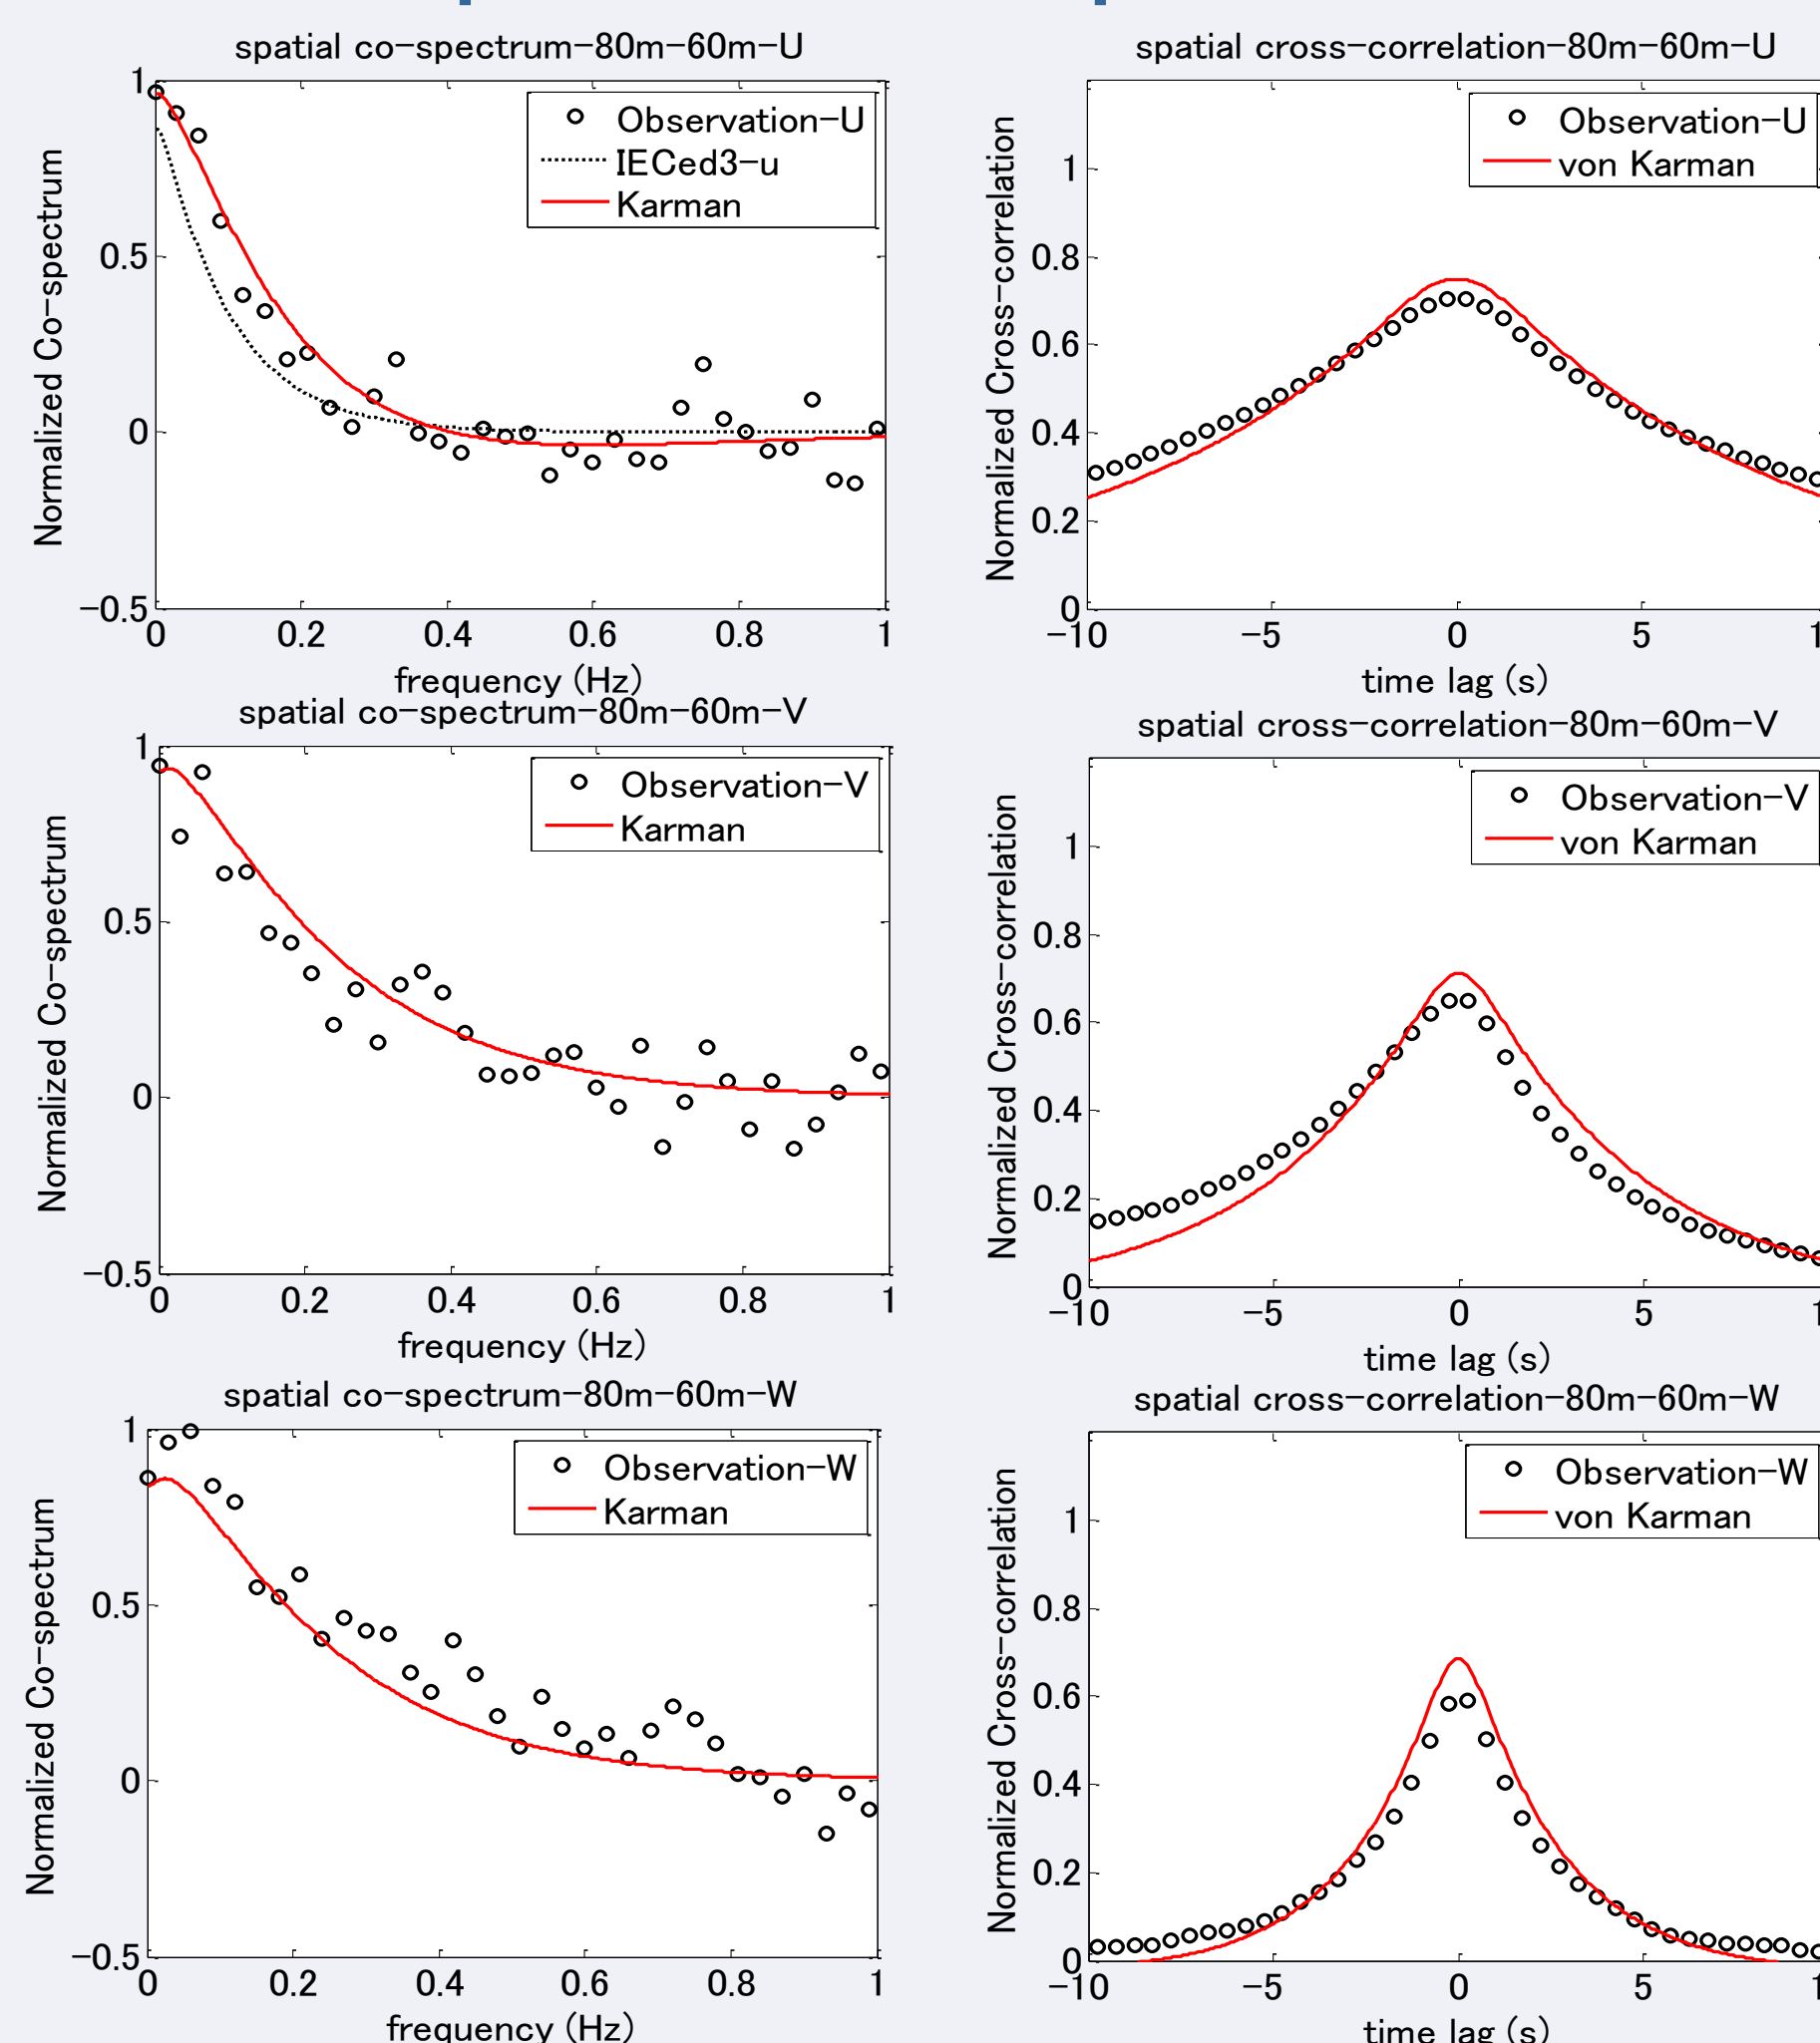 spatial co-spectrum-80m-60m-U
Normalized Co-spectrum
1
0.5
0
-0.5
0 0.2 0.4 0.6 0.8 1
frequency (Hz)
Observation-U
IECed3-u
Karman
spatial cross-correlation-80m-60m-U
Normalized Cross-correlation
1
0.8
0.6
0.4
0.2
0
-10 -5 0 5 1
time lag (s)
Observation-U
von Karman
spatial co-spectrum-80m-60m-V
Normalized Co-spectrum
1
0.5
0
-0.5
0 0.2 0.4 0.6 0.8 1
frequency (Hz)
Observation-V
Karman
spatial cross-correlation-80m-60m-V
Normalized Cross-correlation
1
0.8
0.6
0.4
0.2
0
-10 -5 0 5 1
time lag (s)
Observation-V
von Karman
spatial co-spectrum-80m-60m-W
Normalized Co-spectrum
1
0.5
0
-0.5
0 0.2 0.4 0.6 0.8 1
frequency (Hz)
Observation-W
Karman
spatial cross-correlation-80m-60m-W
Normalized Cross-correlation
1
0.8
0.6
0.4
0.2
0
-10 -5 0 5 1
time lag (s)
Observation-W
von Karman